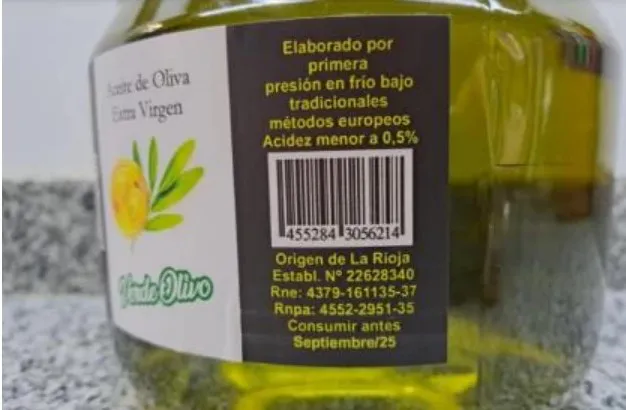 Aceite de Oliva
Extra Virgen
Verde Olivo
Elaborado por
primera
presión en frío bajo
tradicionales
métodos europeos
Acidez menor a 0,5%
455284 3056214
Origen de La Rioja
Establ. Nº 22628340
Rne: 4379-161135-37
Rnpa: 4552-2951-35
Consumir antes
Septiembre/25